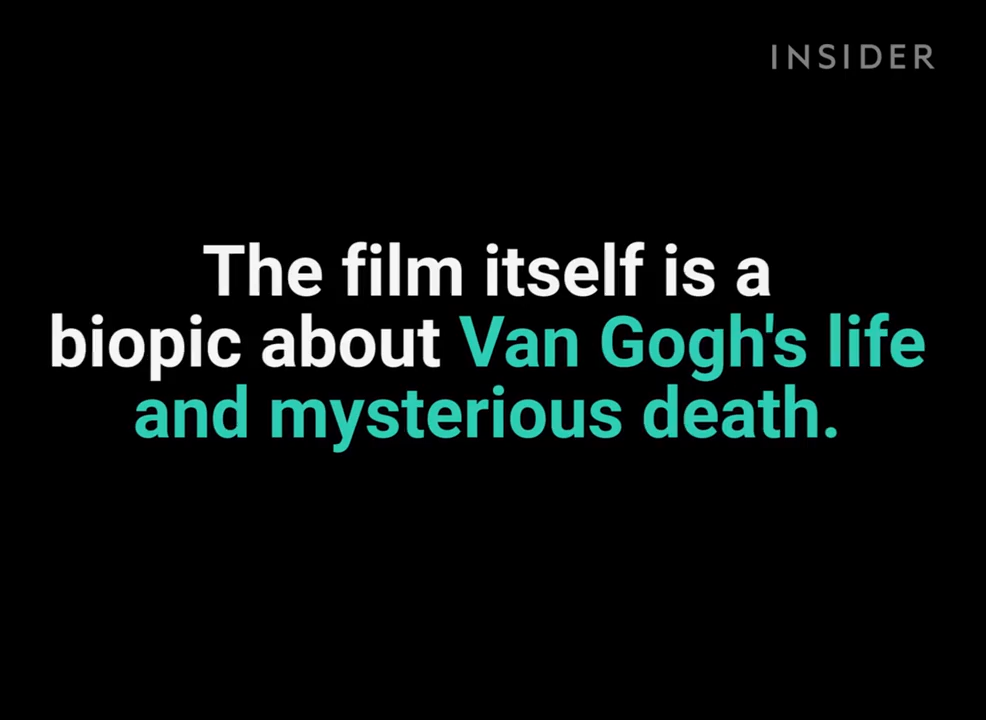 INSIDER
The film itself is a
biopic about Van Gogh's life
and mysterious death.